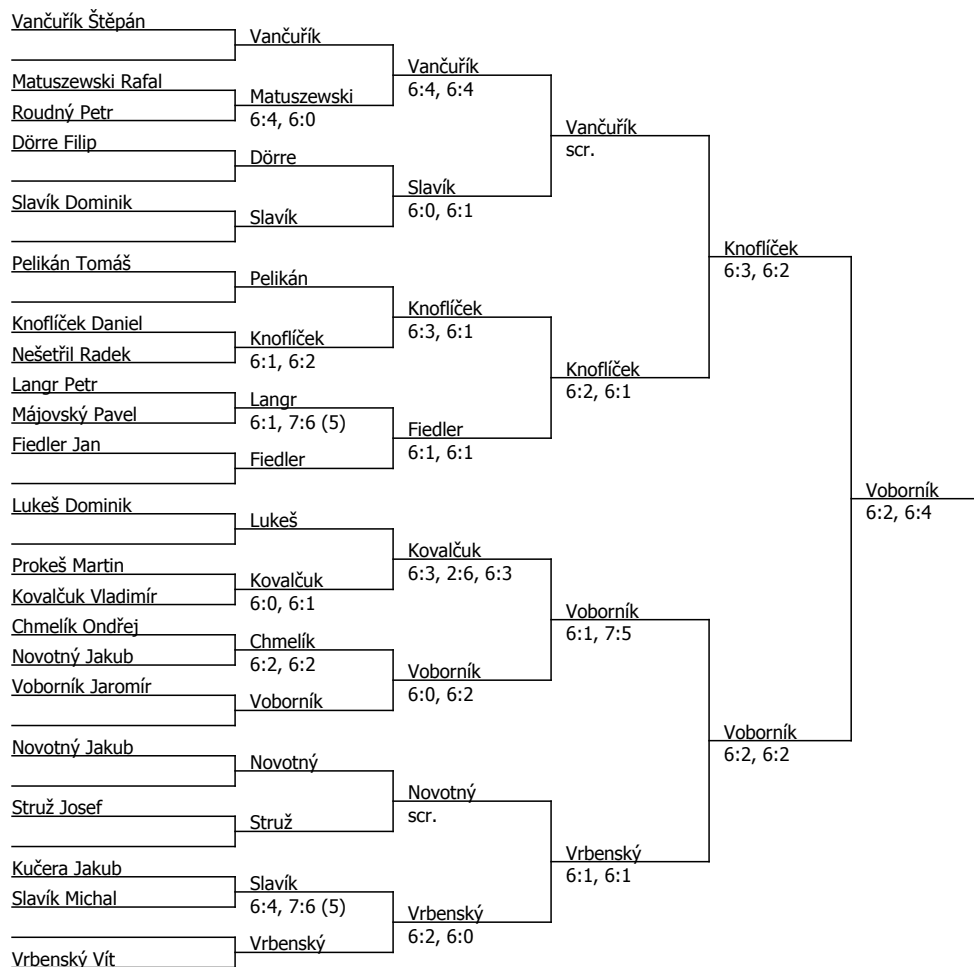 Vančuřík Štěpán
Matuszewski Rafal
Roudný Petr
Dörre Filip
Slavík Dominik
Pelikán Tomáš
Knoflíček Daniel
Nešetřil Radek
Langr Petr
Májovský Pavel
Fiedler Jan
Lukeš Dominik
Prokeš Martin
Kovalčuk Vladimír
Chmelík Ondřej
Novotný Jakub
Voborník Jaromír
Novotný Jakub
Struž Josef
Kučera Jakub
Slavík Michal
Vrbenský Vít
Vančuřík
Matuszewski
6:4, 6:0
Dörre
Slavík
Pelikán
Knoflíček
6:1, 6:2
Langr
6:1, 7:6 (5)
Fiedler
Lukeš
Kovalčuk
6:0, 6:1
Chmelík
6:2, 6:2
Voborník
Novotný
Struž
Slavík
6:4, 7:6 (5)
Vrbenský
Vančuřík
6:4, 6:4
Slavík
6:0, 6:1
Knoflíček
6:3, 6:1
Fiedler
6:1, 6:1
Kovalčuk
6:3, 2:6, 6:3
Voborník
6:0, 6:2
Novotný
scr.
Vrbenský
6:2, 6:0
Vančuřík
scr.
Knoflíček
6:2, 6:1
Voborník
6:1, 7:5
Vrbenský
6:1, 6:1
Knoflíček
6:3, 6:2
Voborník
6:2, 6:2
Voborník
6:2, 6:4